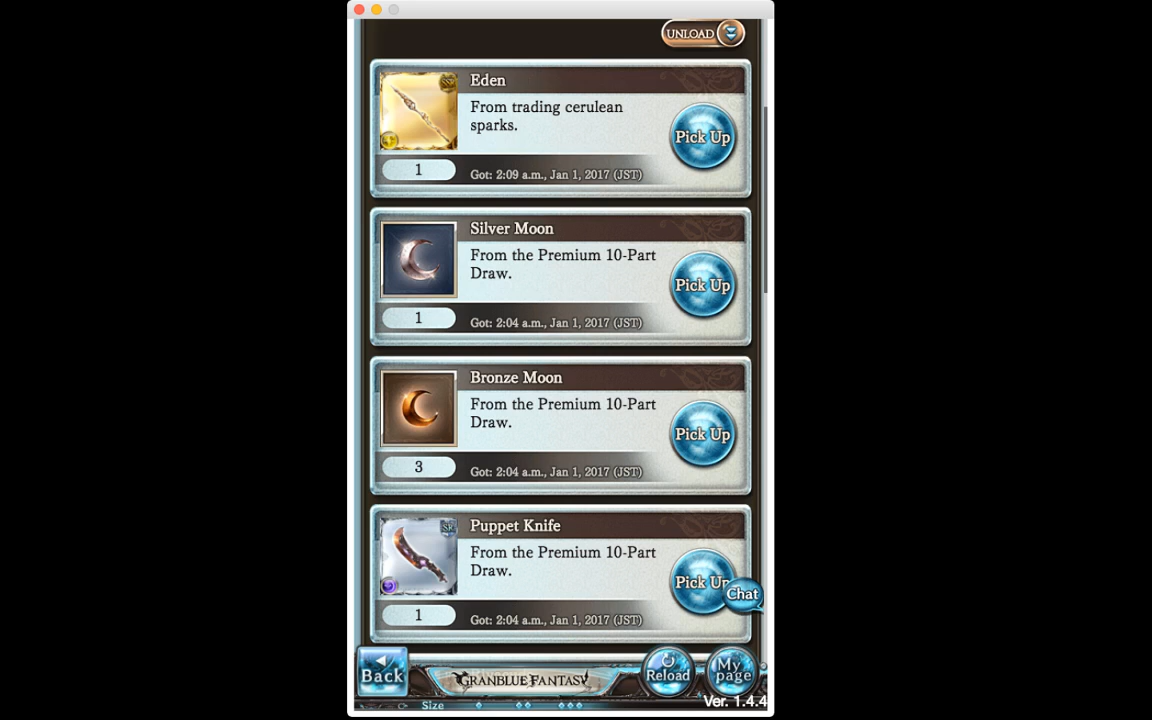 UNLOAD
Eden
SSR
From trading cerulean
sparks.
Pick Up
1
Got: 2:09 a.m., Jan 1, 2017 (JST)
Silver Moon
From the Premium 10-Part
Draw.
Pick Up
1
Got: 2:04 a.m., Jan 1, 2017 (JST)
Bronze Moon
From the Premium 10-Part
Draw.
Pick Up
3
Got: 2:04 a.m., Jan 1, 2017 (JST)
Puppet Knife
SR
From the Premium 10-Part
Draw.
Pick Up
Chat
1
Got: 2:04 a.m., Jan 1, 2017 (JST)
Back
GRANBLUE FANTASY
Reload
My
page
Ver. 1.4.4
Size